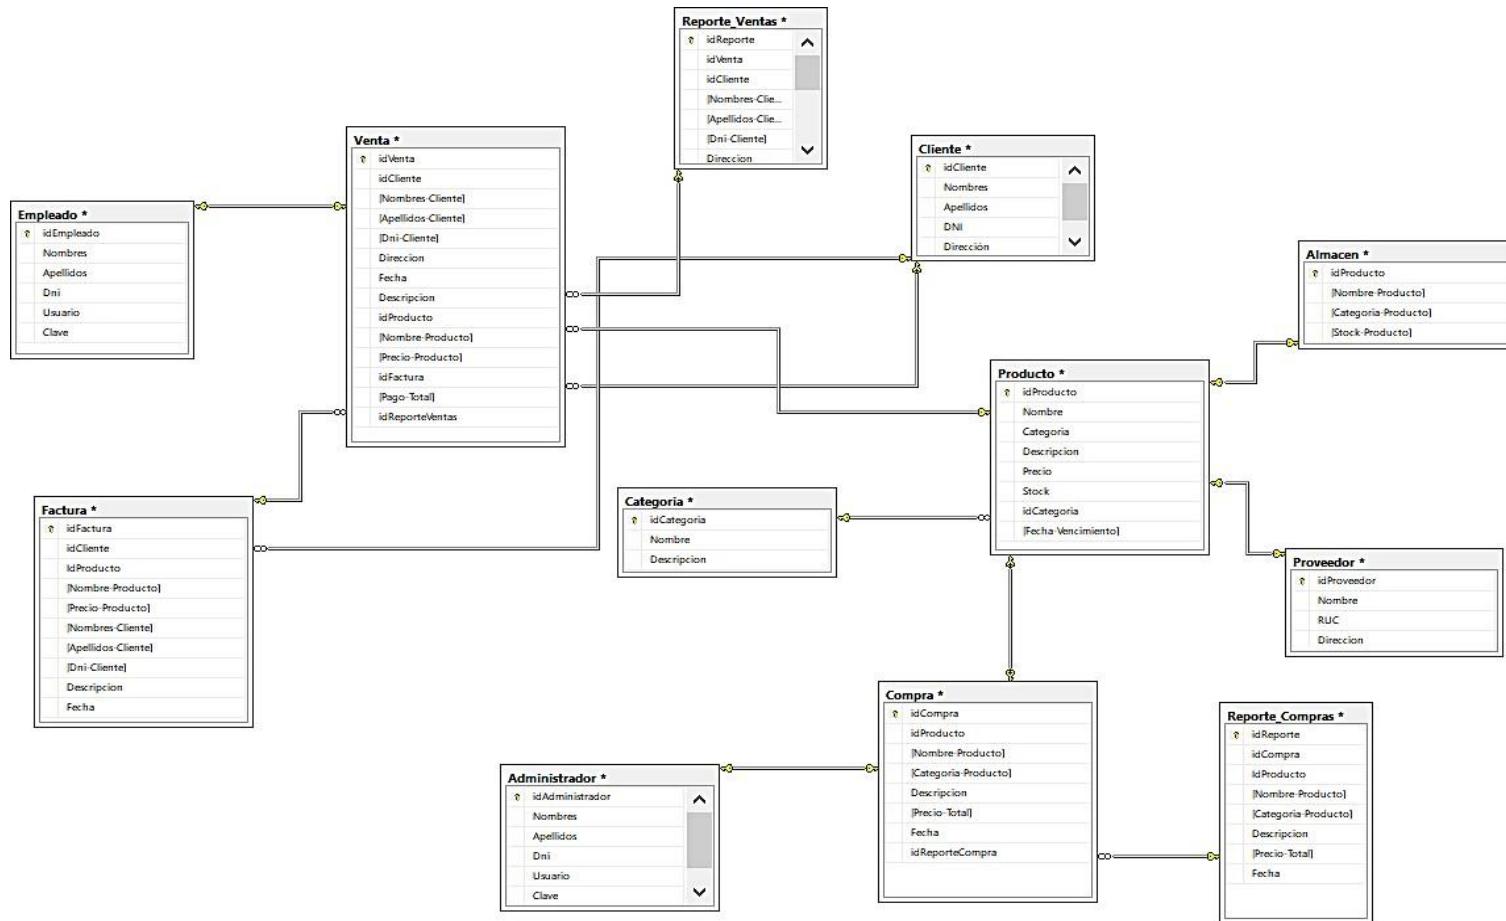 Reporte_Ventas *
idReporte
idVenta
idCliente
[Nombres-Clie...
[Apellidos-Clie...
[Dni-Cliente]
Direccion
Venta *
idVenta
idCliente
[Nombres-Cliente]
[Apellidos-Cliente]
[Dni-Cliente]
Direccion
Fecha
Descripcion
idProducto
[Nombre-Producto]
[Precio-Producto]
idFactura
[Pago-Total]
idReporteVentas
Cliente *
idCliente
Nombres
Apellidos
DNI
Dirección
Empleado *
idEmpleado
Nombres
Apellidos
Dni
Usuario
Clave
Almacen *
idProducto
[Nombre-Producto]
[Categoria-Producto]
[Stock-Producto]
Producto *
idProducto
Nombre
Categoria
Descripcion
Precio
Stock
idCategoria
[Fecha-Vencimiento]
Categoria *
idCategoria
Nombre
Descripcion
Factura *
idFactura
idCliente
IdProducto
[Nombre-Producto]
[Precio-Producto]
[Nombres-Cliente]
[Apellidos-Cliente]
[Dni-Cliente]
Descripcion
Fecha
Proveedor *
idProveedor
Nombre
RUC
Direccion
Compra *
idCompra
idProducto
[Nombre-Producto]
[Categoria-Producto]
Descripcion
[Precio-Total]
Fecha
idReporteCompra
Reporte_Compras *
idReporte
idCompra
IdProducto
[Nombre-Producto]
[Categoria-Producto]
Descripcion
[Precio-Total]
Fecha
Administrador *
idAdministrador
Nombres
Apellidos
Dni
Usuario
Clave